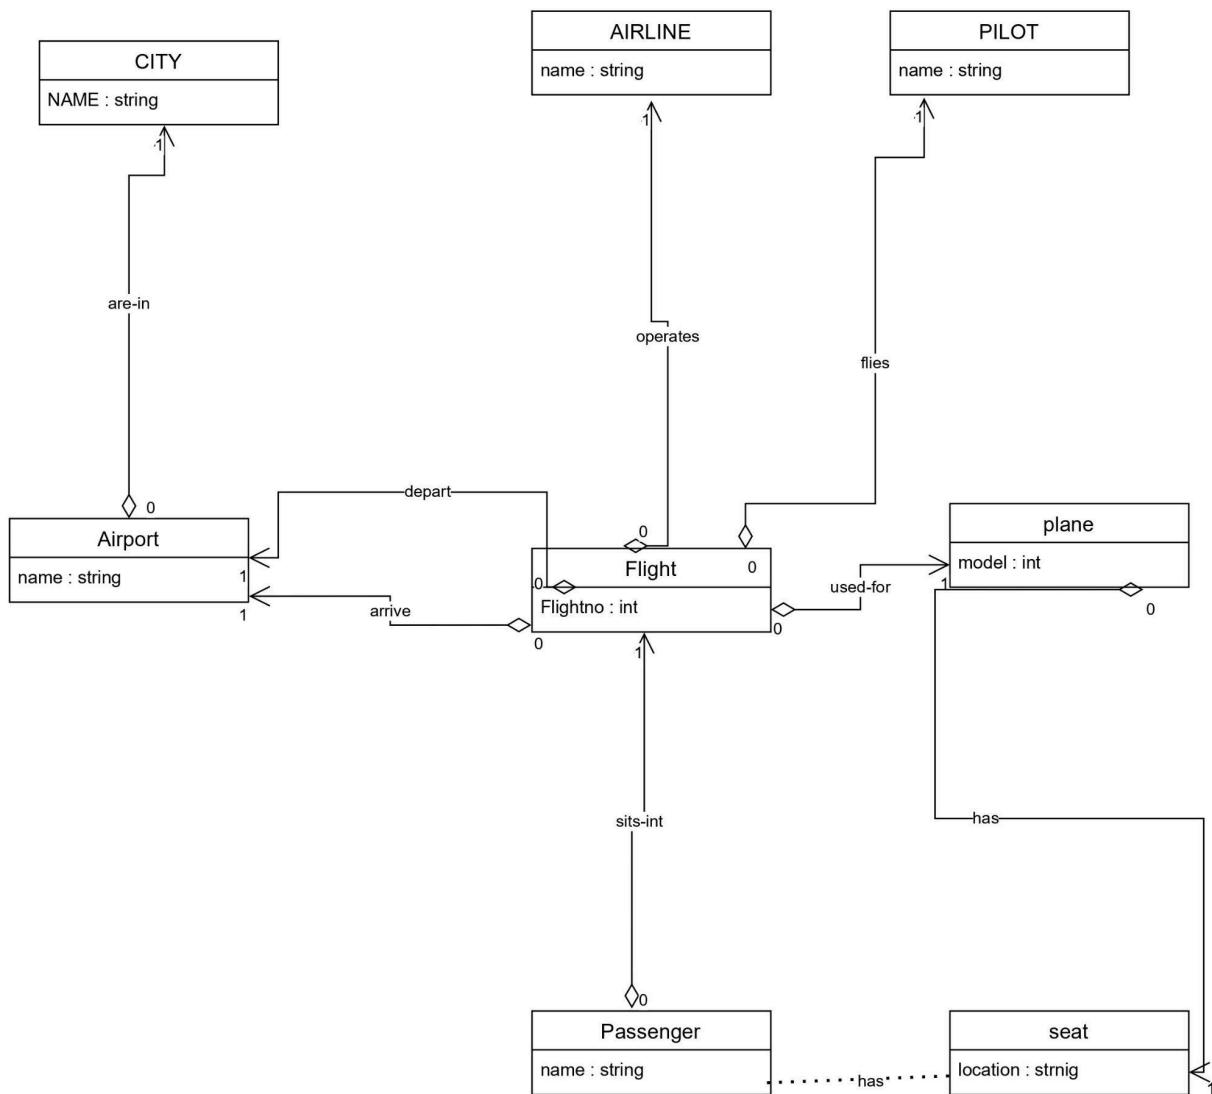 CITY
NAME : string
1
AIRLINE
name : string
1
PILOT
name : string
1
are-in
operates
flies
0
Airport
name : string
1
1
depart
arrive
0
Flight
0
0
Flightno : int
0
0
1
used-for
plane
model : int
1
0
has
sits-int
0
Passenger
name : string
has
seat
location : strnig
1